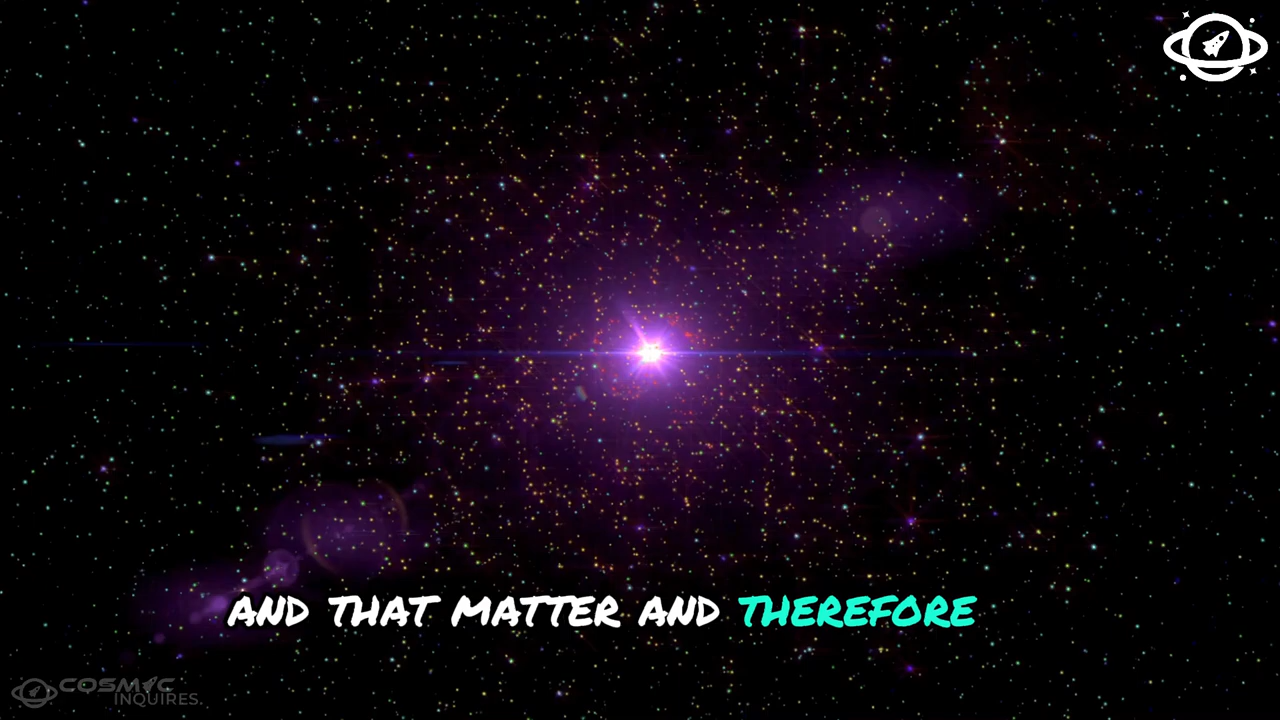 AND THAT MATTER AND THEREFORE
COSMIC
INQUIRES.